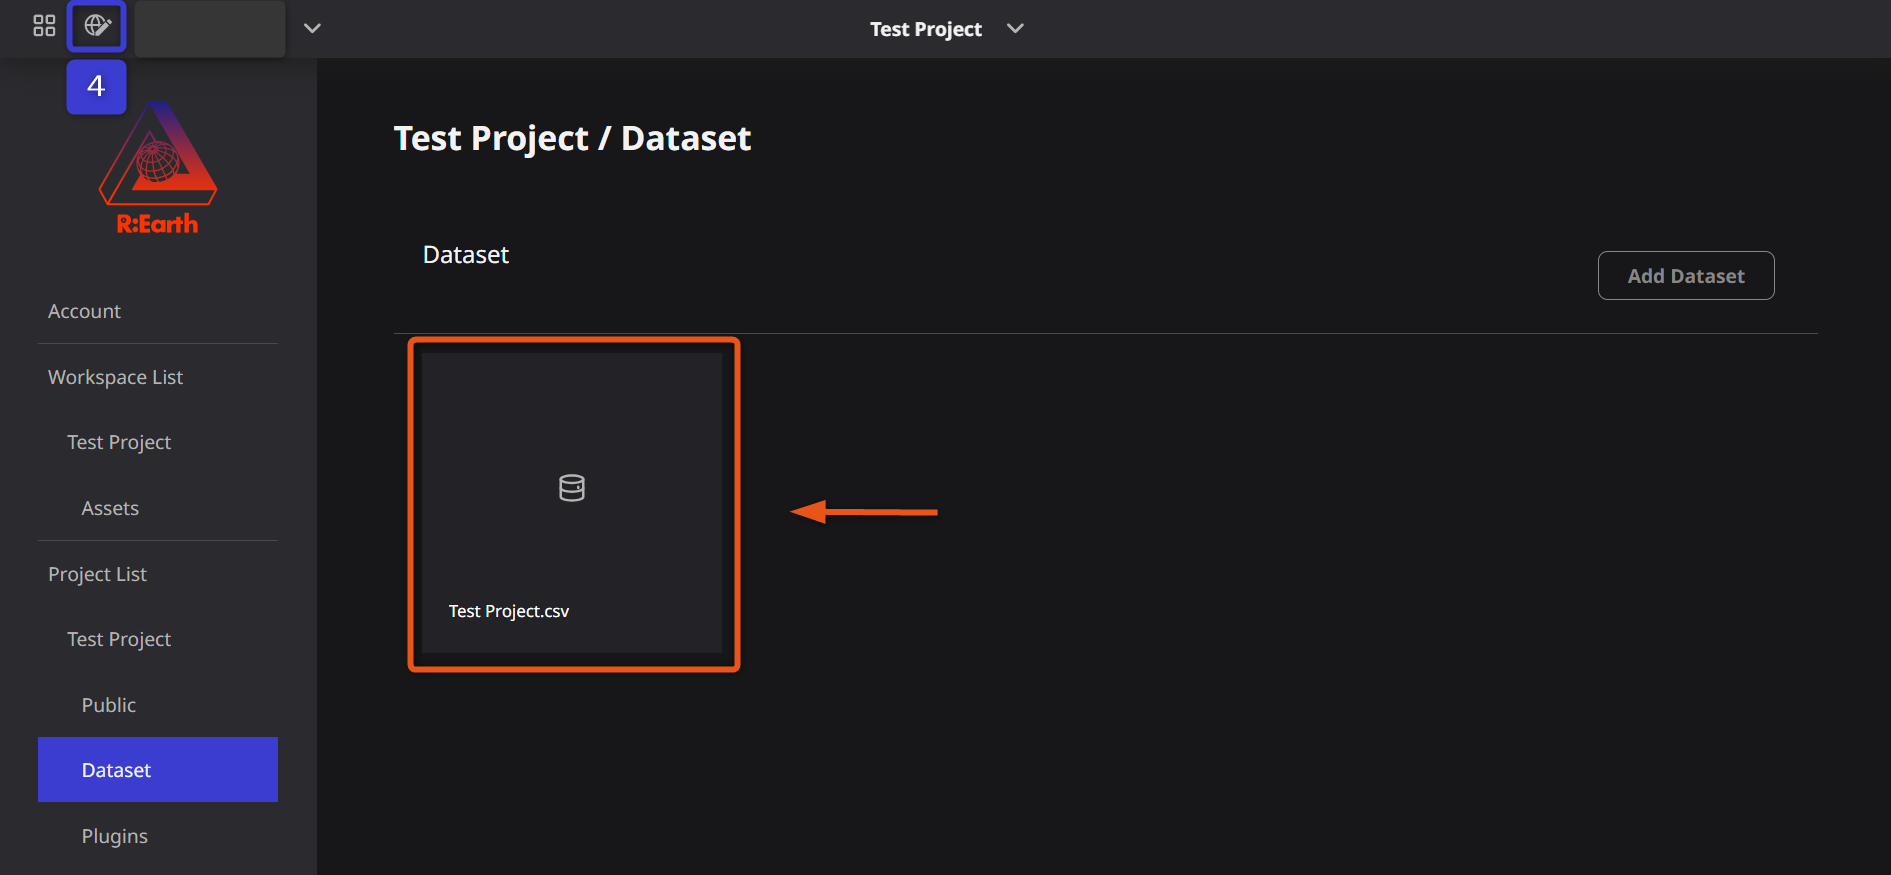 Test Project
4
R:Earth
Account
Workspace List
Test Project
Assets
Project List
Test Project
Public
Dataset
Plugins
Test Project / Dataset
Dataset
Add Dataset
Test Project.csv